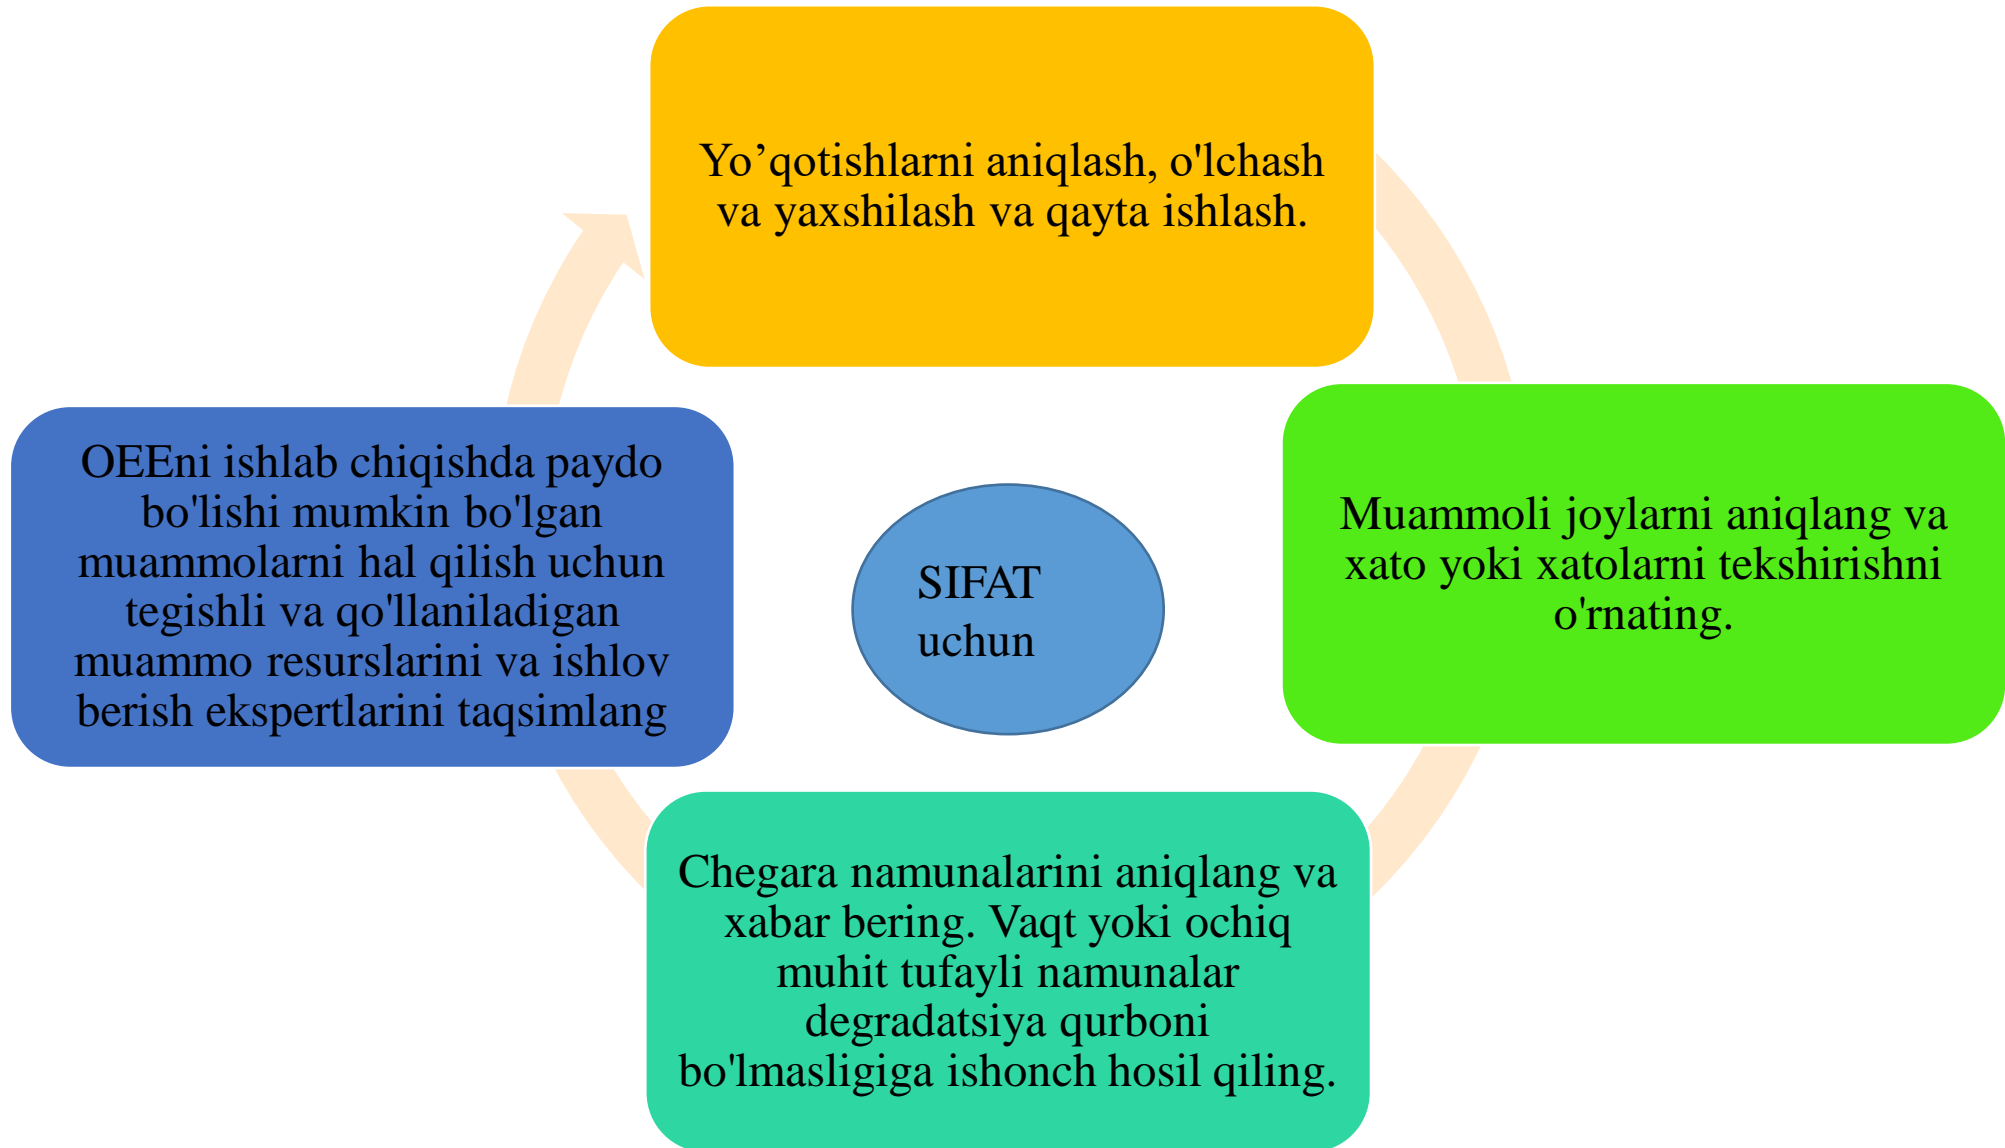 Yo’qotishlarni aniqlash, o'lchash
va yaxshilash va qayta ishlash.
Muammoli joylarni aniqlang va
xato yoki xatolarni tekshirishni
o'rnating.
Chegara namunalarini aniqlang va
xabar bering. Vaqt yoki ochiq
muhit tufayli namunalar
degradatsiya qurboni
bo'lmasligiga ishonch hosil qiling.
OEEni ishlab chiqishda paydo
bo'lishi mumkin bo'lgan
muammolarni hal qilish uchun
tegishli va qo'llaniladigan
muammo resurslarini va ishlov
berish ekspertlarini taqsimlang
SIFAT
uchun